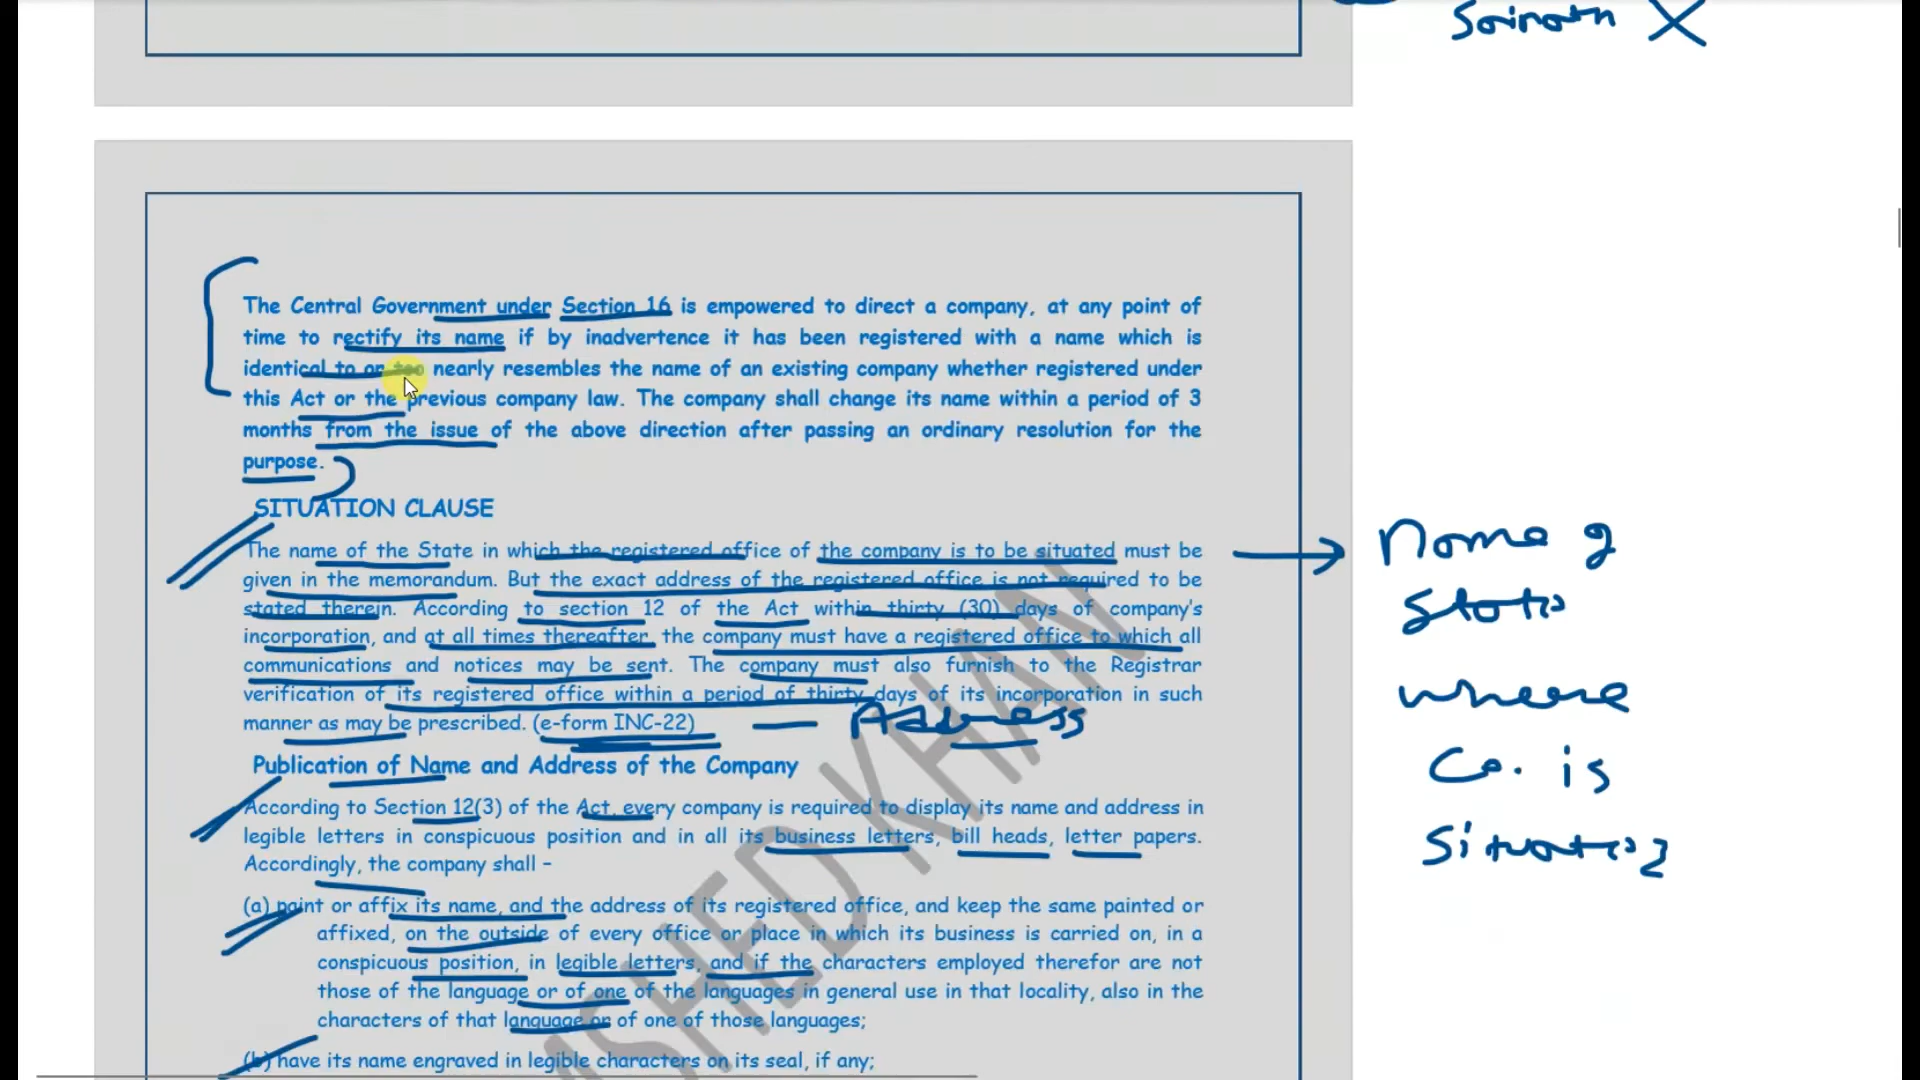 Sainath X
The Central Government under Section 16 is empowered to direct a company, at any point of
time to rectify its name if by inadvertence it has been registered with a name which is
identical to or too nearly resembles the name of an existing company whether registered under
this Act or the previous company law. The company shall change its name within a period of 3
months from the issue of the above direction after passing an ordinary resolution for the
purpose.
SITUATION CLAUSE
The name of the State in which the registered office of the company is to be situated must be
given in the memorandum. But the exact address of the registered office is not required to be
stated therein. According to section 12 of the Act within thirty (30) days of company's
incorporation, and at all times thereafter, the company must have a registered office to which all
communications and notices may be sent. The company must also furnish to the Registrar
verification of its registered office within a period of thirty days of its incorporation in such
manner as may be prescribed. (e-form INC-22) — Address
Publication of Name and Address of the Company
According to Section 12(3) of the Act, every company is required to display its name and address in
legible letters in conspicuous position and in all its business letters, bill heads, letter papers.
Accordingly, the company shall –
(a) paint or affix its name, and the address of its registered office, and keep the same painted or
affixed, on the outside of every office or place in which its business is carried on, in a
conspicuous position, in legible letters, and if the characters employed therefor are not
those of the language or of one of the languages in general use in that locality, also in the
characters of that language or of one of those languages;
(b) have its name engraved in legible characters on its seal, if any;
Name of
State
where
Co. is
Situated
MSHED KHAN